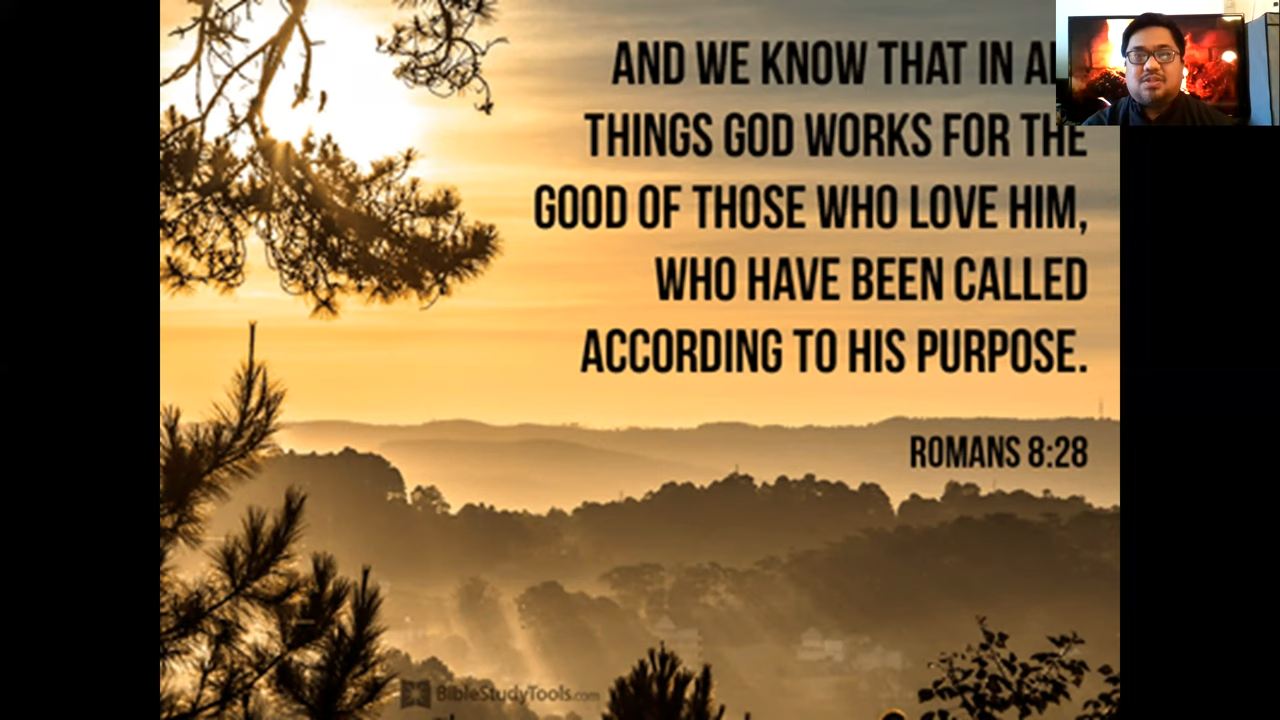 AND WE KNOW THAT IN
THINGS GOD WORKS FOR THE
GOOD OF THOSE WHO LOVE HIM,
WHO HAVE BEEN CALLED
ACCORDING TO HIS PURPOSE.
ROMANS 8:28
BibleStudyTools.com